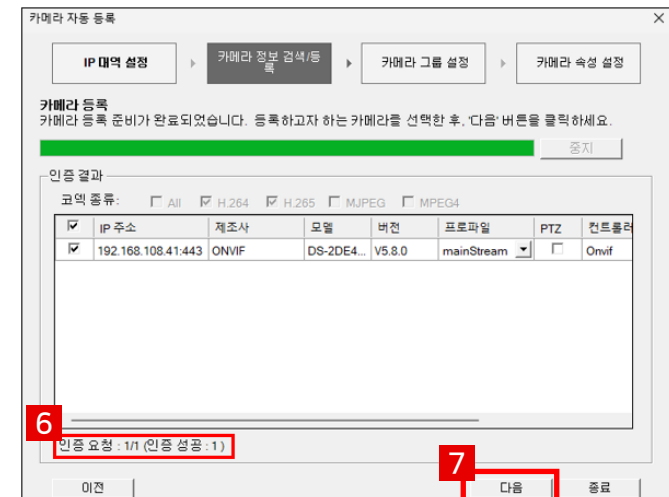 카메라 자동 등록
IP 대역 설정
카메라 정보 검색/등
록
카메라 그룹 설정
카메라 속성 설정
카메라 등록
카메라 등록 준비가 완료되었습니다. 등록하고자 하는 카메라를 선택한 후, '다음' 버튼을 클릭하세요.
중지
인증 결과
코덱 종류: All H.264 H.265 MJPEG MPEG4
IP 주소 제조사 모델 버전 프로파일 PTZ 컨트롤러
192.168.108.41:443 ONVIF DS-2DE4... V5.8.0 mainStream Onvif
6
인증 요청 : 1/1 (인증 성공 : 1)
7
이전 다음 종료